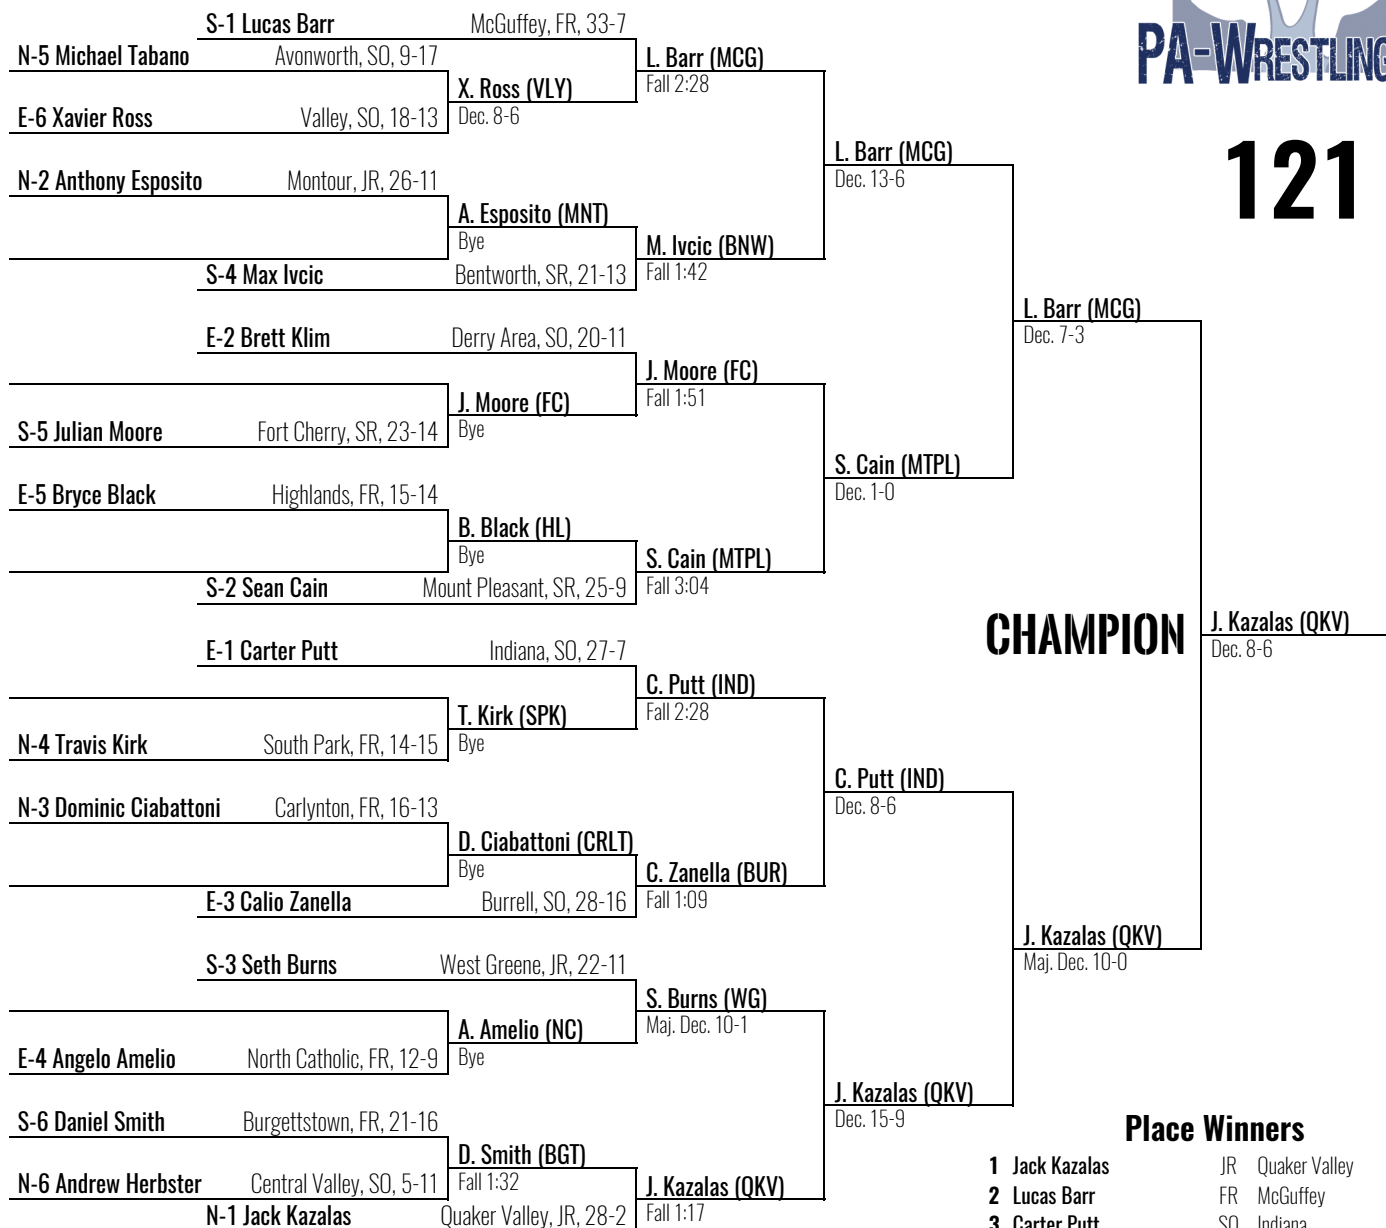 S-1 Lucas Barr McGuffey, FR, 33-7
N-5 Michael Tabano Avonworth, SO, 9-17
L. Barr (MCG)
Fall 2:28
PA-WRESTLING
X. Ross (VLY)
Dec. 8-6
E-6 Xavier Ross Valley, SO, 18-13
L. Barr (MCG)
Dec. 13-6
121
N-2 Anthony Esposito Montour, JR, 26-11
A. Esposito (MNT)
Bye
M. Ivcic (BNW)
Fall 1:42
S-4 Max Ivcic Bentworth, SR, 21-13
L. Barr (MCG)
Dec. 7-3
E-2 Brett Klim Derry Area, SO, 20-11
J. Moore (FC)
Fall 1:51
J. Moore (FC)
Bye
S-5 Julian Moore Fort Cherry, SR, 23-14
S. Cain (MTPL)
Dec. 1-0
E-5 Bryce Black Highlands, FR, 15-14
B. Black (HL)
Bye
S. Cain (MTPL)
Fall 3:04
S-2 Sean Cain Mount Pleasant, SR, 25-9
CHAMPION
J. Kazalas (QKV)
Dec. 8-6
E-1 Carter Putt Indiana, SO, 27-7
C. Putt (IND)
Fall 2:28
T. Kirk (SPK)
Bye
N-4 Travis Kirk South Park, FR, 14-15
C. Putt (IND)
Dec. 8-6
N-3 Dominic Ciabattoni Carlynton, FR, 16-13
D. Ciabattoni (CRLT)
Bye
C. Zanella (BUR)
Fall 1:09
E-3 Calio Zanella Burrell, SO, 28-16
J. Kazalas (QKV)
Maj. Dec. 10-0
S-3 Seth Burns West Greene, JR, 22-11
S. Burns (WG)
Maj. Dec. 10-1
A. Amelio (NC)
Bye
E-4 Angelo Amelio North Catholic, FR, 12-9
J. Kazalas (QKV)
Dec. 15-9
S-6 Daniel Smith Burgettstown, FR, 21-16
D. Smith (BGT)
Fall 1:32
N-6 Andrew Herbster Central Valley, SO, 5-11
J. Kazalas (QKV)
Fall 1:17
N-1 Jack Kazalas Quaker Valley, JR, 28-2
Place Winners
1 Jack Kazalas JR Quaker Valley
2 Lucas Barr FR McGuffey
3 Carter Putt SO Indiana